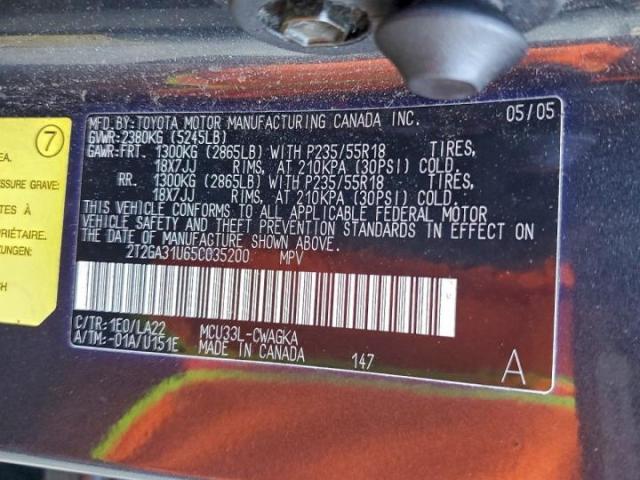 MFD.BY:TOYOTA MOTOR MANUFACTURING CANADA INC. 05/05
GVWR:2380KG (5245LB)
GAWR:FRT. 1300KG (2865LB) WITH P235/55R18 TIRES,
18X7JJ RIMS, AT 210KPA (30PSI) COLD.
RR. 1300KG (2865LB) WITH P235/55R18 TIRES,
18X7JJ RIMS, AT 210KPA (30PSI) COLD.
THIS VEHICLE CONFORMS TO ALL APPLICABLE FEDERAL MOTOR
VEHICLE SAFETY AND THEFT PREVENTION STANDARDS IN EFFECT
ON THE DATE OF MANUFACTURE SHOWN ABOVE.
2T2GA31U65C035200 MPV
C/TR:1E0/LA22 MCU33L-CWAGKA
A/TM:-01A/U151E MADE IN CANADA 147 A
7
EA.
ESSURE GRAVE:
TES À
PRIÉTAIRE.
KUNGEN:
SH